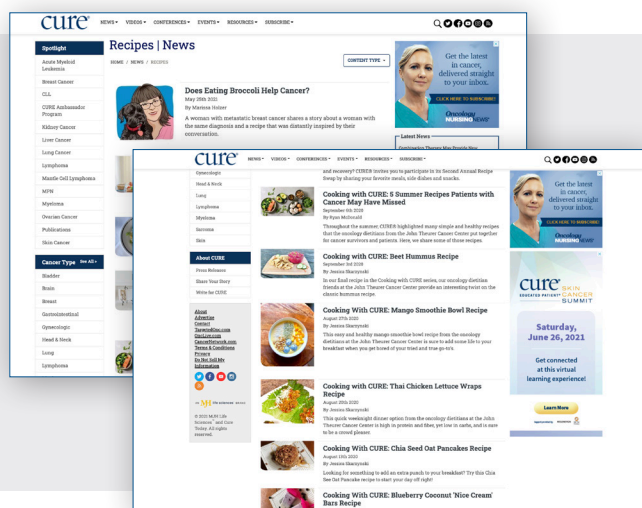 cure
NEWS VIDEOS CONFERENCES EVENTS RESOURCES SUBSCRIBE
Spotlight
Acute Myeloid
Leukemia
Breast Cancer
CLL
CURE Ambassador
Program
Kidney Cancer
Liver Cancer
Lung Cancer
Lymphoma
Mantle Cell Lymphoma
MPN
Myeloma
Ovarian Cancer
Publications
Skin Cancer
Cancer Type See All >
Bladder
Brain
Breast
Gastrointestinal
Gynecologic
Head & Neck
Lung
Lymphoma
Recipes | News
HOME / NEWS / RECIPES
CONTENT TYPE
Does Eating Broccoli Help Cancer?
May 25th 2021
By Marissa Holzer
A woman with metastatic breast cancer shares a story about a woman with
the same diagnosis and a recipe that was distantly inspired by their
conversation.
Get the latest
in cancer,
delivered straight
to your inbox.
CLICK HERE TO SUBSCRIBE!
Oncology
NURSING NEWS
Latest News
cure
NEWS VIDEOS CONFERENCES EVENTS RESOURCES SUBSCRIBE
Gynecologic
Head & Neck
Lung
Lymphoma
Myeloma
Sarcoma
Skin
About CURE
Press Releases
Share Your Story
Write for CURE
About
Advertise
Contact
TargetedOnc.com
OncLive.com
CancerNetwork.com
Terms & Conditions
Privacy
Do Not Sell My
Information
MJH life sciences
© 2021 MJH Life
Sciences and Cure
Today. All rights
reserved.
and recovery? CURE® invites you to participate in its Second Annual Recipe
Swap by sharing your favorite meals, side dishes and snacks.
Cooking with CURE: 5 Summer Recipes Patients with
Cancer May Have Missed
September 5th 2020
By Ryan McDonald
Throughout the summer, CURE® highlighted many simple and healthy recipes
that the oncology dietitians from the John Theurer Cancer Center put together
for cancer survivors and patients. Here, we share some of those recipes.
Cooking with CURE: Beet Hummus Recipe
September 3rd 2020
By Jessica Skarzynski
In our final recipe in the Cooking with CURE series, our oncology dietitian
friends at the John Theurer Cancer Center provide an interesting twist on the
classic hummus recipe.
Cooking With CURE: Mango Smoothie Bowl Recipe
August 27th 2020
By Jessica Skarzynski
This easy and healthy mango smoothie bowl recipe from the oncology
dietitians at the John Theurer Cancer Center is sure to add some life to your
breakfast when you get bored of your tried and true go-to's.
Cooking with CURE: Thai Chicken Lettuce Wraps
Recipe
August 20th 2020
By Jessica Skarzynski
This quick weeknight dinner option from the oncology dietitians at the John
Theurer Cancer Center is high in protein and fiber, yet low in carbs, and is sure
to be a crowd pleaser.
Cooking With CURE: Chia Seed Oat Pancakes Recipe
August 13th 2020
By Jessica Skarzynski
Looking for something to add an extra punch to your breakfast? Try this Chia
See Oat Pancake recipe to start your day off right!
Cooking With CURE: Blueberry Coconut 'Nice Cream'
Bars Recipe
Get the latest
in cancer,
delivered straight
to your inbox.
CLICK HERE TO SUBSCRIBE!
Oncology
NURSING NEWS
cure
EDUCATED PATIENT
SKIN
CANCER
SUMMIT
Saturday,
June 26, 2021
Get connected
at this virtual
learning experience!
Learn More